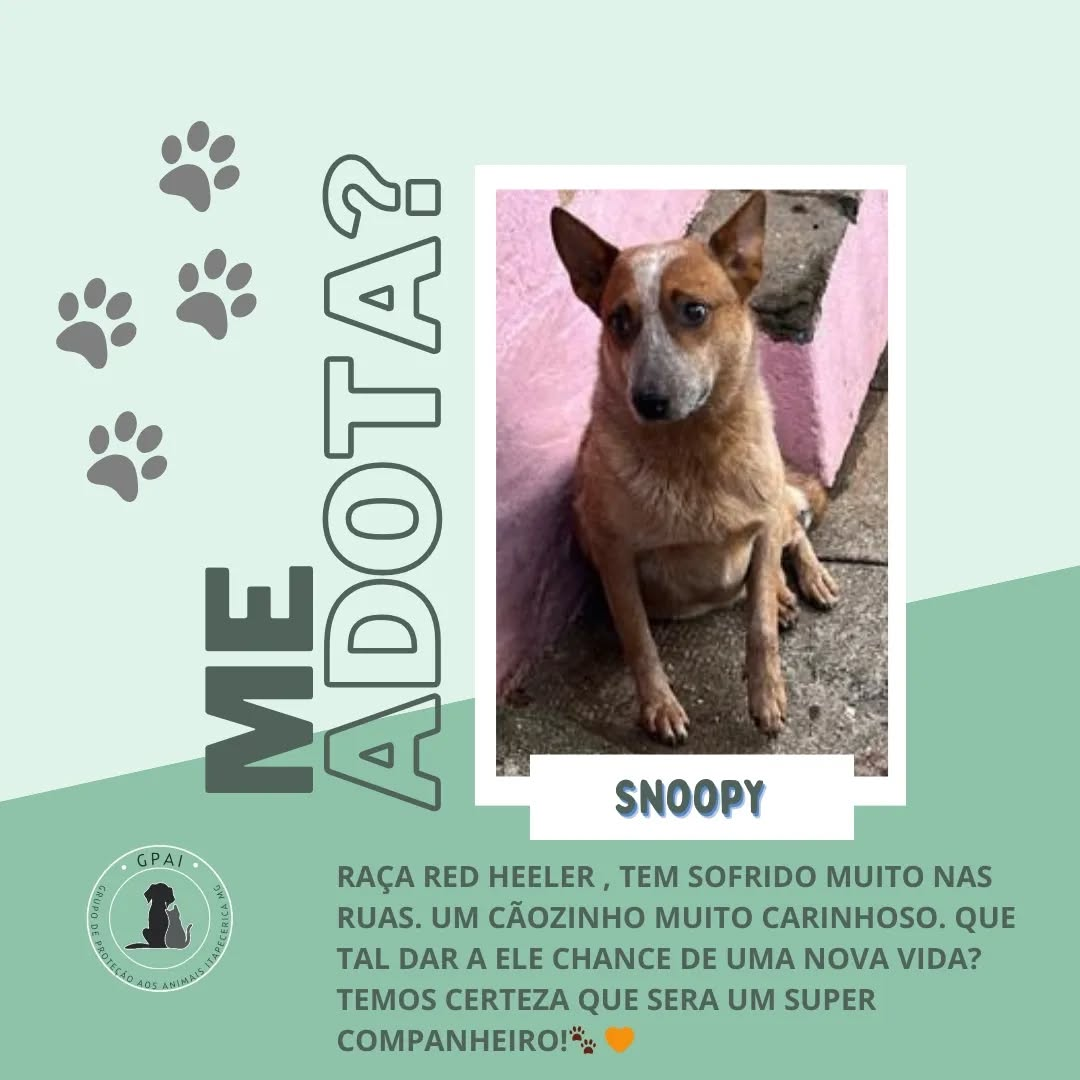 ME
ADOTA?
SNOOPY
GPAI
GRUPO DE PROTEÇÃO AOS ANIMAIS ITAPECERICA MG
RAÇA RED HEELER , TEM SOFRIDO MUITO NAS
RUAS. UM CÃOZINHO MUITO CARINHOSO. QUE
TAL DAR A ELE CHANCE DE UMA NOVA VIDA?
TEMOS CERTEZA QUE SERA UM SUPER
COMPANHEIRO!🐾 🧡